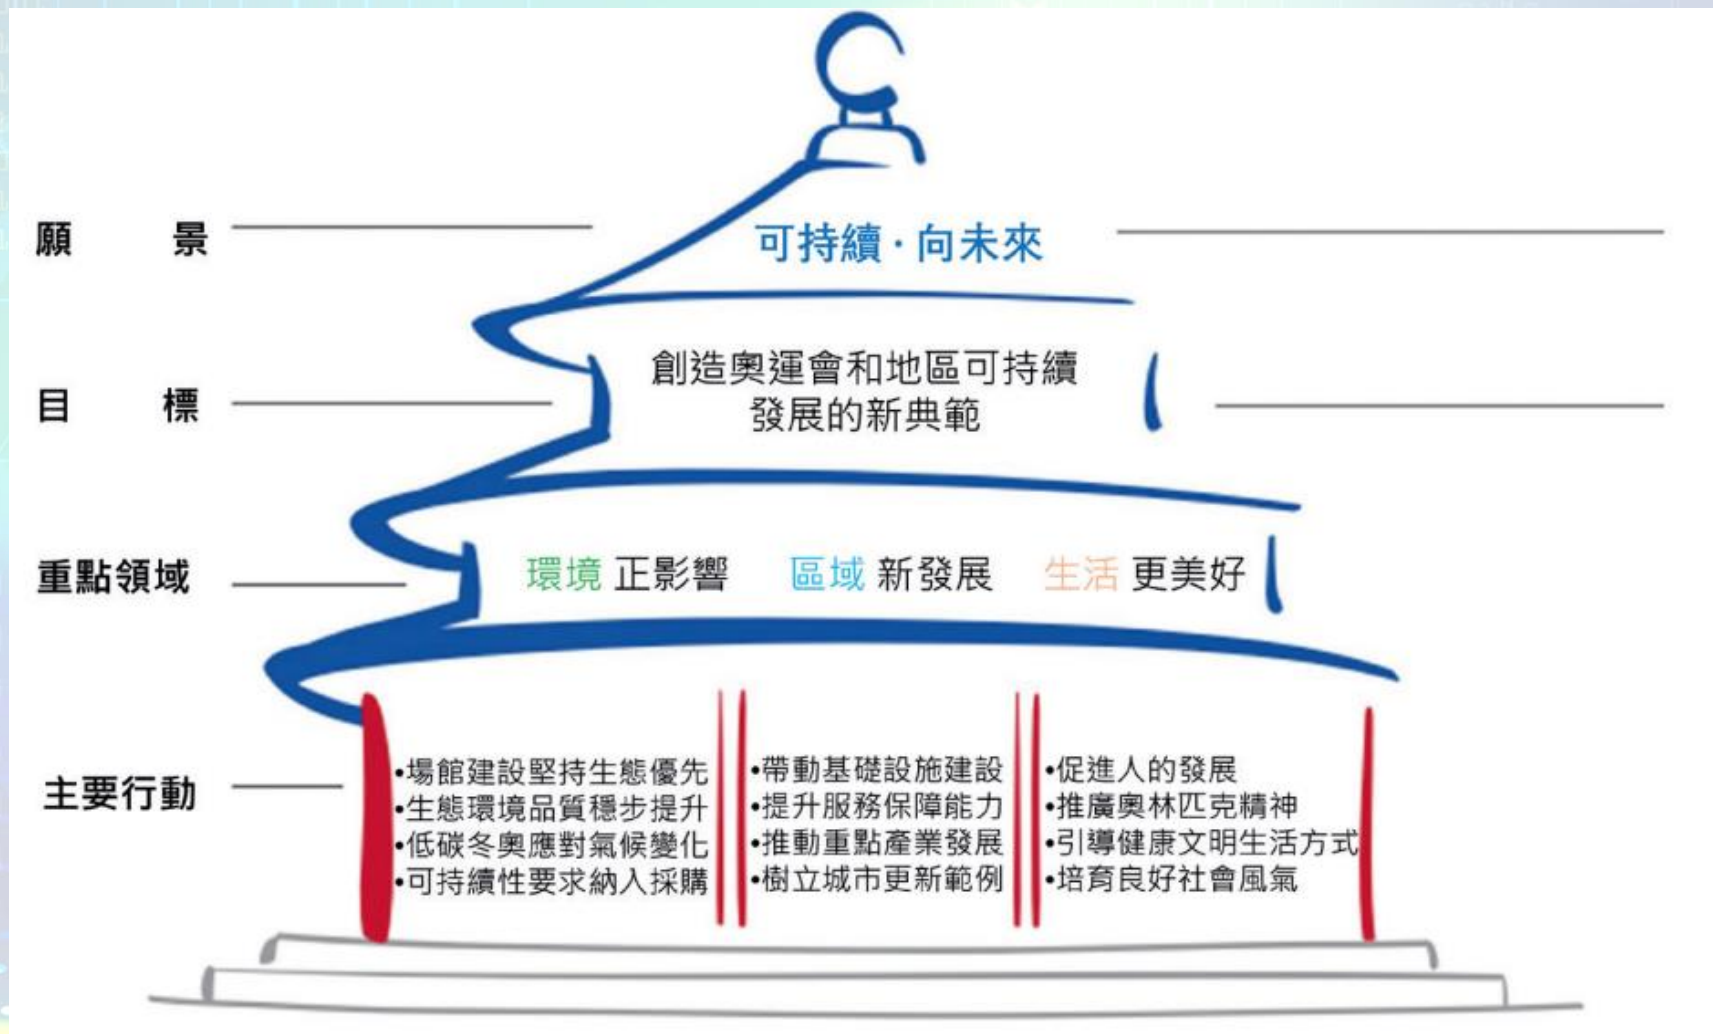 願 景
可持續·向未來
目 標
創造奧運會和地區可持續
發展的新典範
重點領域
環境 正影響 區域 新發展 生活 更美好
主要行動
•場館建設堅持生態優先
•生態環境品質穩步提升
•低碳冬奧應對氣候變化
•可持續性要求納入採購
•帶動基礎設施建設
•提升服務保障能力
•推動重點產業發展
•樹立城市更新範例
•促進人的發展
•推廣奧林匹克精神
•引導健康文明生活方式
•培育良好社會風氣